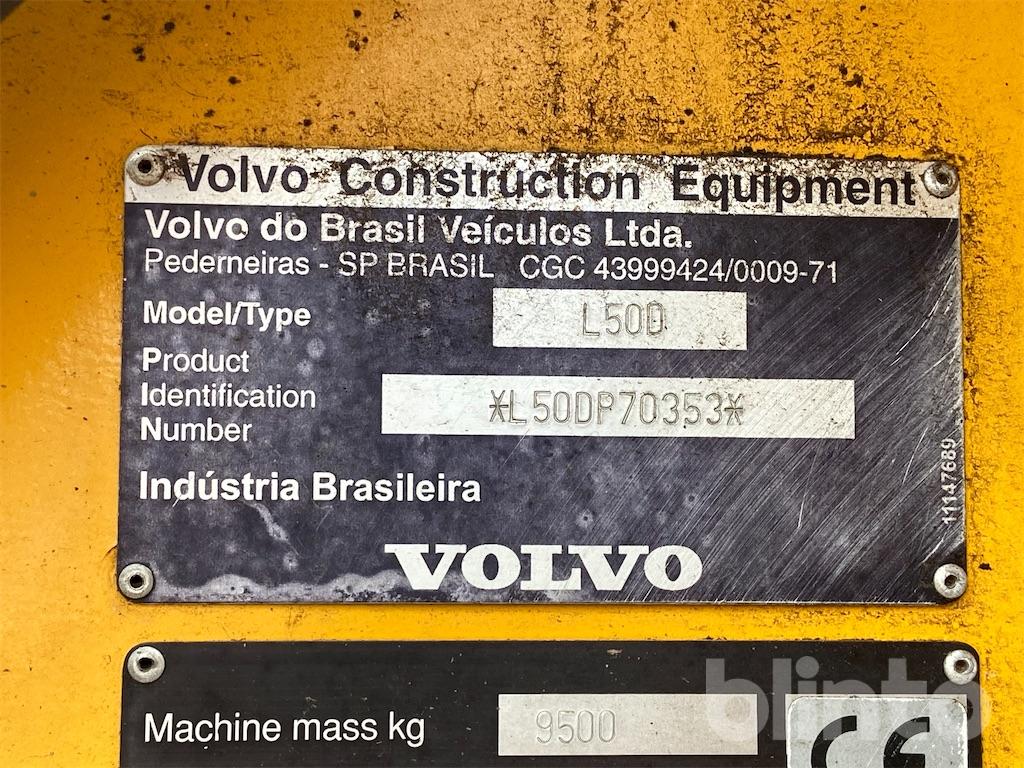 Volvo Construction Equipment
Volvo do Brasil Veículos Ltda.
Pederneiras - SP BRASIL CGC 43999424/0009-71
Model/Type L50D
Product
Identification
Number
*L50DP70353*
11147689
Indústria Brasileira
VOLVO
Machine mass kg 9500
CE
blinto